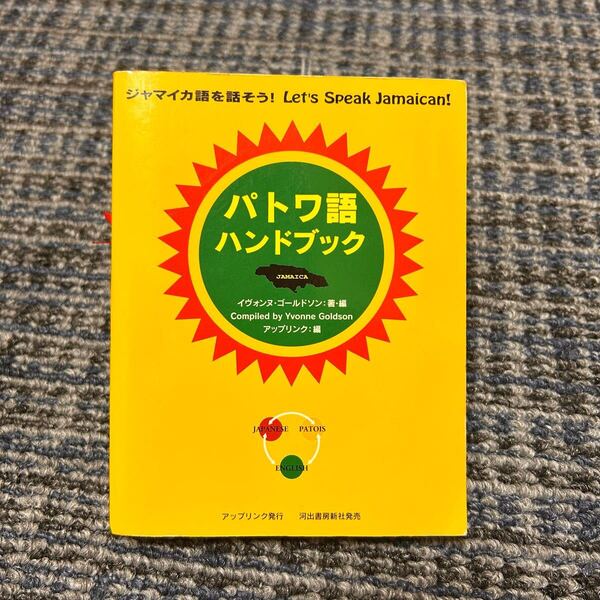 ジャマイカ語を話そう! Let's Speak Jamaican!
パトワ語
ハンドブック
JAMAICA
イヴォンヌ・ゴールドソン:著・編
Compiled by Yvonne Goldson
アップリンク:編
JAPANESE PATOIS
ENGLISH
アップリンク発行 河出書房新社発売